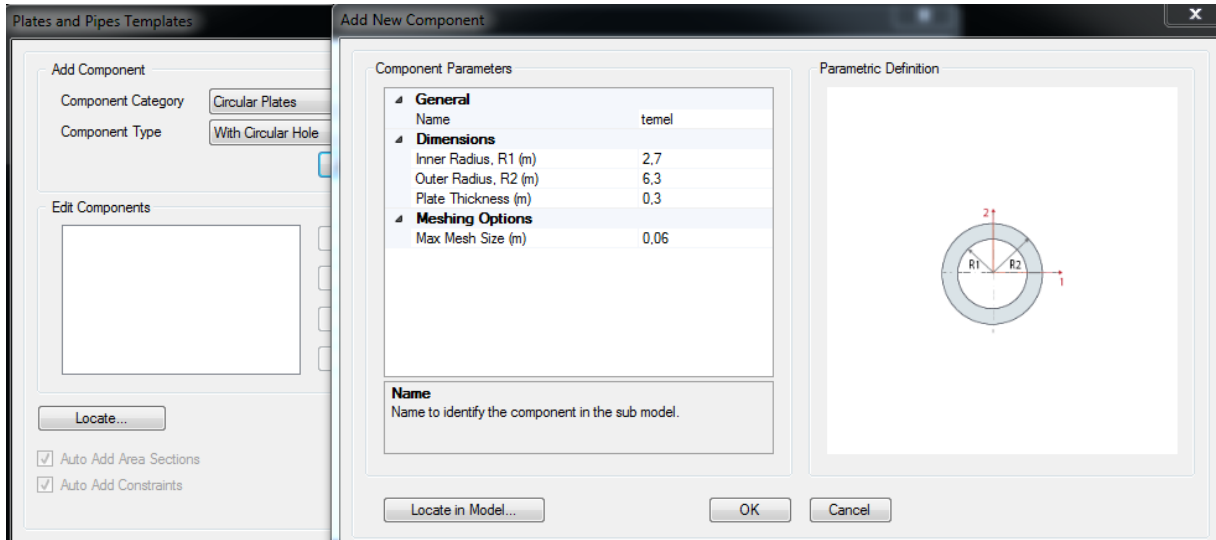 Plates and Pipes Templates
Add Component
Component Category Circular Plates
Component Type With Circular Hole
Edit Components
Locate...
Auto Add Area Sections
Auto Add Constraints
Add New Component
x
Component Parameters
General
Name temel
Dimensions
Inner Radius, R1 (m) 2,7
Outer Radius, R2 (m) 6,3
Plate Thickness (m) 0,3
Meshing Options
Max Mesh Size (m) 0,06
Name
Name to identify the component in the sub model.
Parametric Definition
2
R1 R2
1
Locate in Model...
OK
Cancel